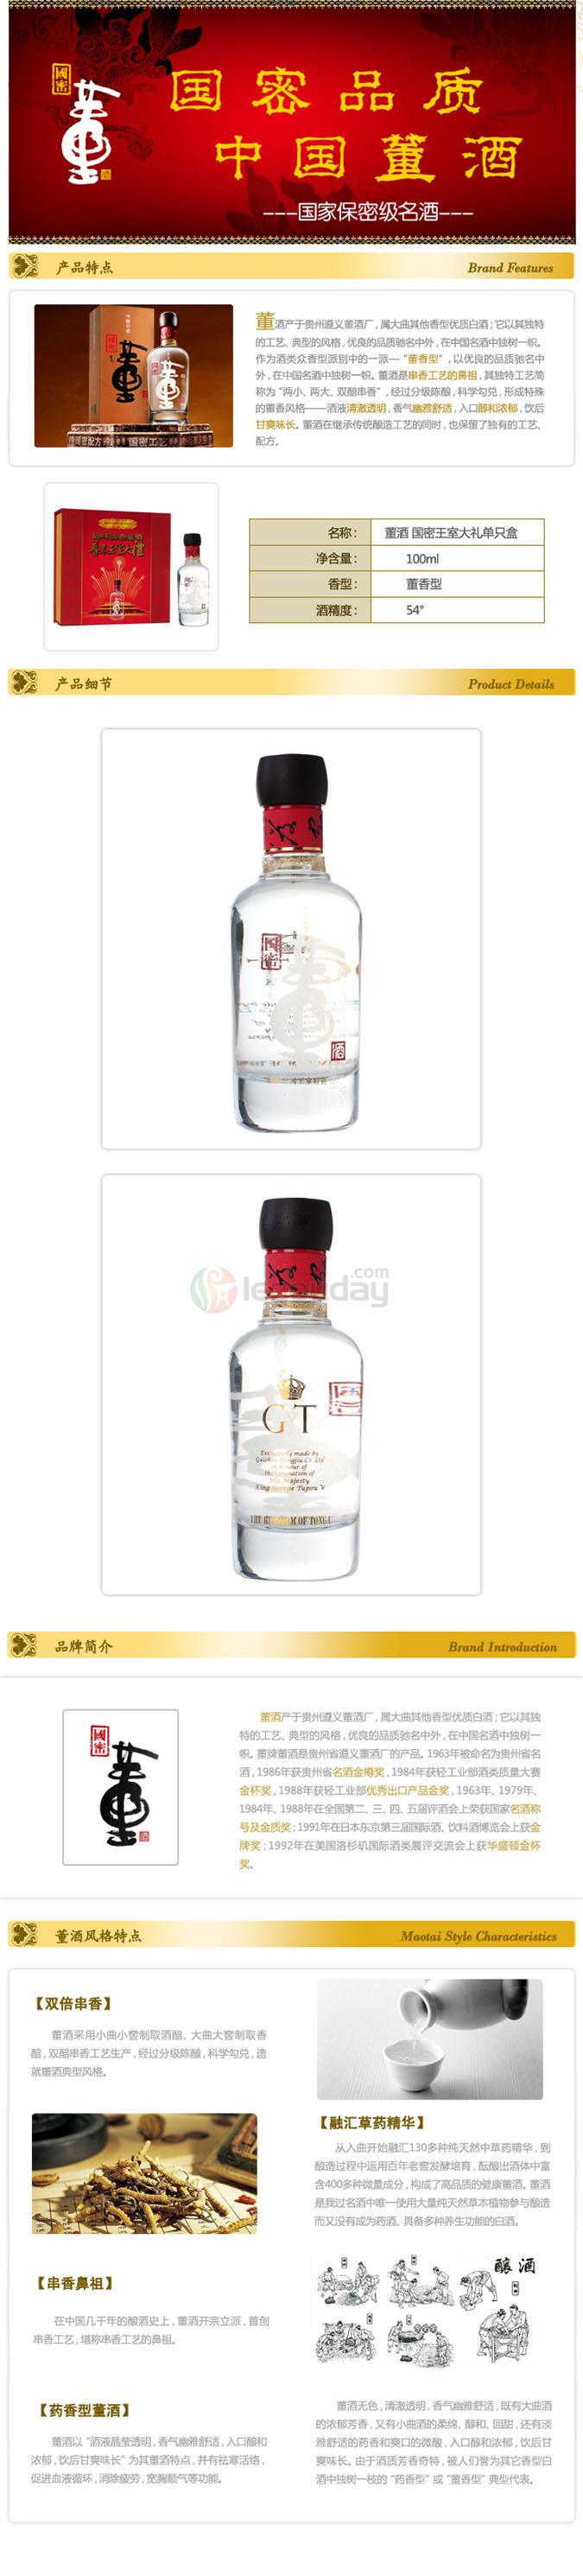 國密
董
酒
国密品质
中国董酒
---国家保密级名酒---
产品特点
Brand Features
董酒产于贵州遵义董酒厂,属大曲其他香型优质白酒;它以其独特
的工艺、典型的风格,优良的品质驰名中外,在中国名酒中独树一帜。
作为酒类众香型派别中的一派—“董香型”,以优良的品质驰名中
外,在中国名酒中独树一帜。董酒是串香工艺的鼻祖,其独特工艺简
称为“两小、两大、双醅串香”,经过分级陈酿,科学勾兑,形成特殊
的董香风格——酒液清澈透明,香气幽雅舒适,入口醇和浓郁,饮后
甘爽味长。董酒在继承传统酿造工艺的同时,也保留了独有的工艺、
配方。
名称: 董酒 国密王室大礼单只盒
净含量: 100ml
香型: 董香型
酒精度: 54°
产品细节
Product Details
國密
董
酒
.com
GT
Exclusively made by
Guizhou Dongjiu Co. Ltd
in honour of
the Coronation of
His Majesty
King George Tupou V
THE KINGDOM OF TONGA
品牌简介
Brand Introduction
國密
董
董酒产于贵州遵义董酒厂,属大曲其他香型优质白酒;它以其独
特的工艺、典型的风格,优良的品质驰名中外,在中国名酒中独树一
帜。董牌董酒是贵州省遵义董酒厂的产品。1963年被命名为贵州省名
酒,1986年获贵州省名酒金樽奖,1984年获轻工业部酒类质量大赛
金杯奖,1988年获轻工业部优秀出口产品金奖,1963年、1979年、
1984年、1988年在全国第二、三、四、五届评酒会上荣获国家名酒称
号及金质奖;1991年在日本东京第三届国际酒、饮料酒博览会上获金
牌奖;1992年在美国洛杉矶国际酒类展评交流会上获华盛顿金杯
奖。
董酒风格特点
Maotai Style Characteristics
【双倍串香】
董酒采用小曲小窖制取酒醅、大曲大窖制取香
醅,双醅串香工艺生产,经过分级陈酿,科学勾兑,造
就董酒典型风格。
【融汇草药精华】
从入曲开始融汇130多种纯天然中草药精华,到
酿造过程中运用百年老窖发酵培育,酝酿出酒体中富
含400多种微量成分,构成了高品质的健康董酒。董酒
是我过名酒中唯一使用大量纯天然草本植物参与酿造
而又没有成为药酒、具备多种养生功能的白酒。
【串香鼻祖】
在中国几千年的酿酒史上,董酒开宗立派,首创
串香工艺,堪称串香工艺的鼻祖。
酿酒
【药香型董酒】
董酒以“酒液晶莹透明,香气幽雅舒适,入口酸和
浓郁,饮后甘爽味长”为其董酒特点,并有祛寒活络,
促进血液循环,消除疲劳,宽胸顺气等功能。
董酒无色,清澈透明,香气幽雅舒适,既有大曲酒
的浓郁芳香,又有小曲酒的柔绵、醇和、回甜,还有淡
雅舒适的药香和爽口的微酸,入口醇和浓郁,饮后甘
爽味长。由于酒质芳香奇特,被人们誉为其它香型白
酒中独树一枝的“药香型”或“董香型”典型代表。